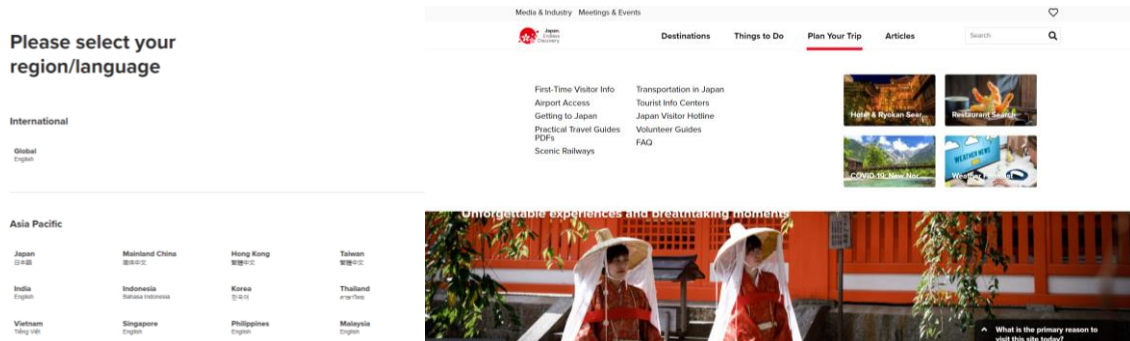 Please select your
region/language
International
Global
English
Asia Pacific
Japan
日本語
Mainland China
简体中文
Hong Kong
繁體中文
Taiwan
繁體中文
India
English
Indonesia
Bahasa Indonesia
Korea
한국어
Thailand
ภาษาไทย
Vietnam
Tiếng Việt
Singapore
English
Philippines
English
Malaysia
English
Media & Industry Meetings & Events
Japan.
Endless
Discovery.
Destinations Things to Do Plan Your Trip Articles Search
First-Time Visitor Info
Airport Access
Getting to Japan
Practical Travel Guides
PDFs
Scenic Railways
Transportation in Japan
Tourist Info Centers
Japan Visitor Hotline
Volunteer Guides
FAQ
Hotel & Ryokan Sear...
Restaurant Search
COVID-19: New Nor...
WEATHER NEWS
Weather Forecast
Unforgettable experiences and breathtaking moments
What is the primary reason to
visit this site today?